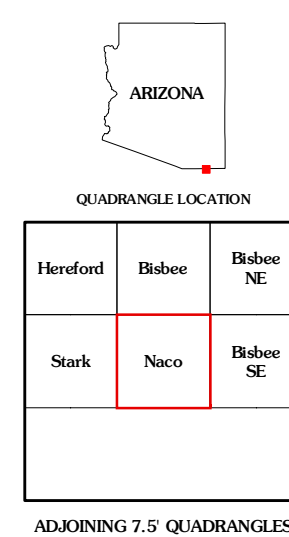 ARIZONA
QUADRANGLE LOCATION
Hereford
Bisbee
Bisbee
NE
Stark
Naco
Bisbee
SE
ADJOINING 7.5' QUADRANGLES